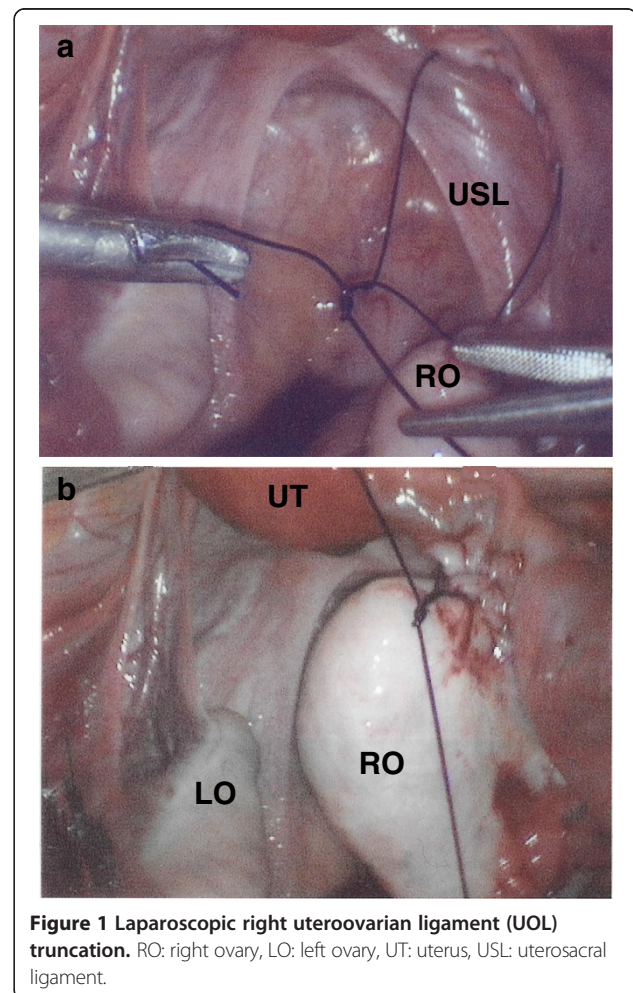 a
USL
RO
b
UT
RO
LO
Figure 1 Laparoscopic right uteroovarian ligament (UOL)
truncation. RO: right ovary, LO: left ovary, UT: uterus, USL: uterosacral
ligament.